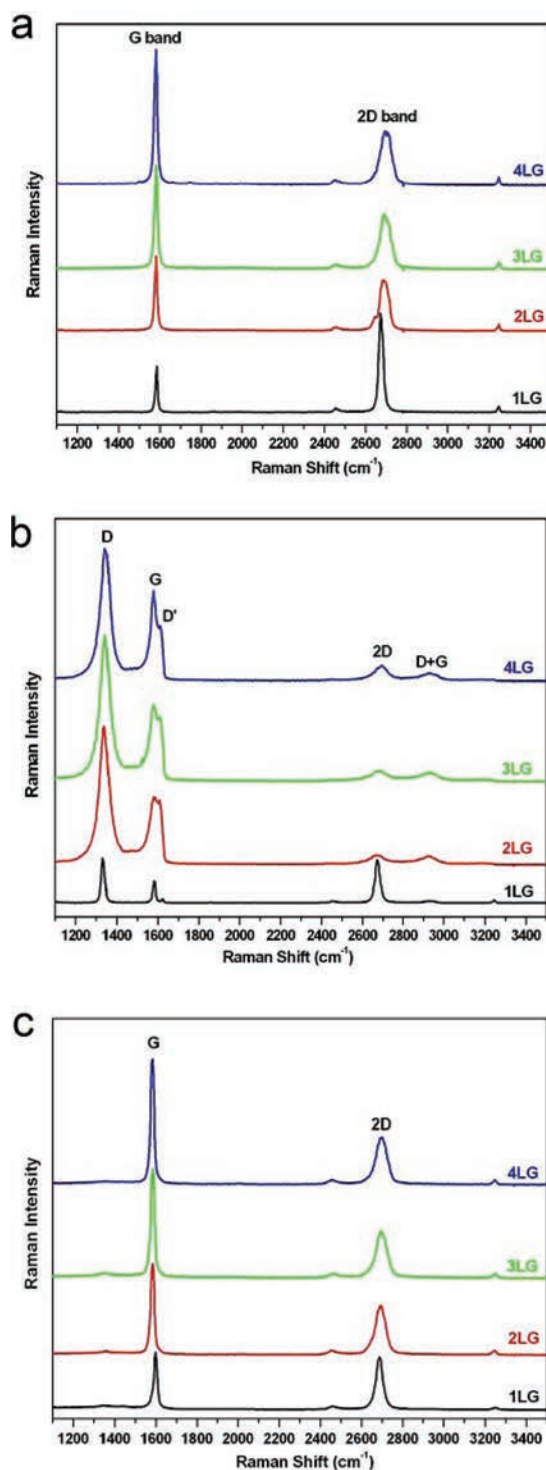 a
G band
2D band
4LG
3LG
2LG
1LG
Raman Intensity
1200 1400 1600 1800 2000 2200 2400 2600 2800 3000 3200 3400
Raman Shift (cm⁻¹)
b
D
G
D'
2D
D+G
4LG
3LG
2LG
1LG
Raman Intensity
1200 1400 1600 1800 2000 2200 2400 2600 2800 3000 3200 3400
Raman Shift (cm⁻¹)
c
G
2D
4LG
3LG
2LG
1LG
Raman Intensity
1200 1400 1600 1800 2000 2200 2400 2600 2800 3000 3200 3400
Raman Shift (cm⁻¹)